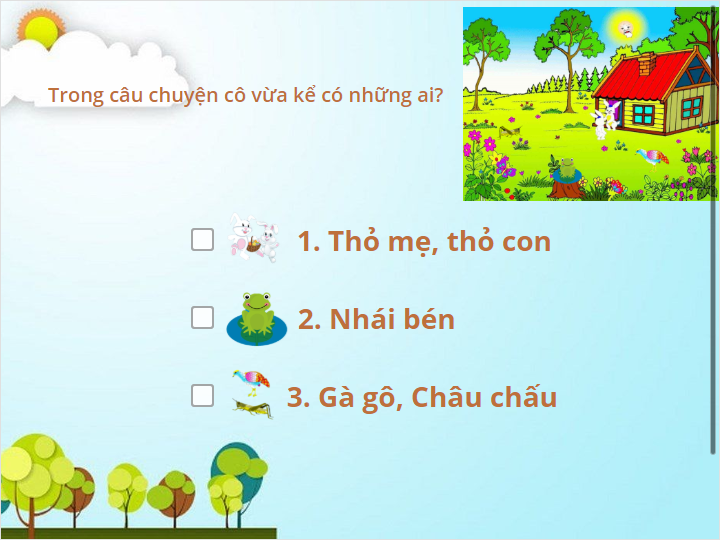 Trong câu chuyện cô vừa kể có những ai?
1. Thỏ mẹ, thỏ con
2. Nhái bén
3. Gà gô, Châu chấu